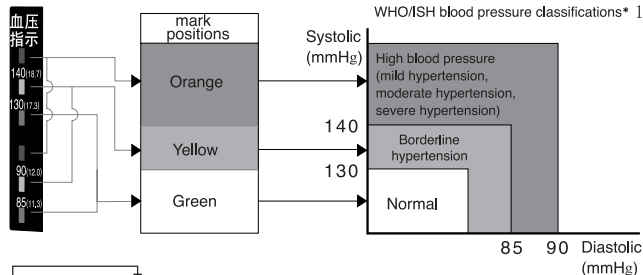 血压
指示
140(18.7)
130(17.3)
90(12.0)
85(11.3)
mark
positions
Orange
Yellow
Green
WHO/ISH blood pressure classifications* 1
Systolic
(mmHg)
High blood pressure
(mild hypertension,
moderate hypertension,
severe hypertension)
140
Borderline
hypertension
130
Normal
85 90 Diastolic
(mmHg)